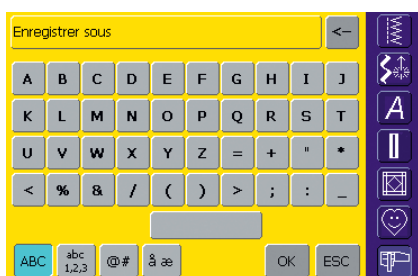 Enregistrer sous <-
A B C D E F G H I J
K L M N O P Q R S T
U V W X Y Z = + " *
< % & / ( ) > ; : _
ABC abc 1,2,3 @# å æ OK ESC
A